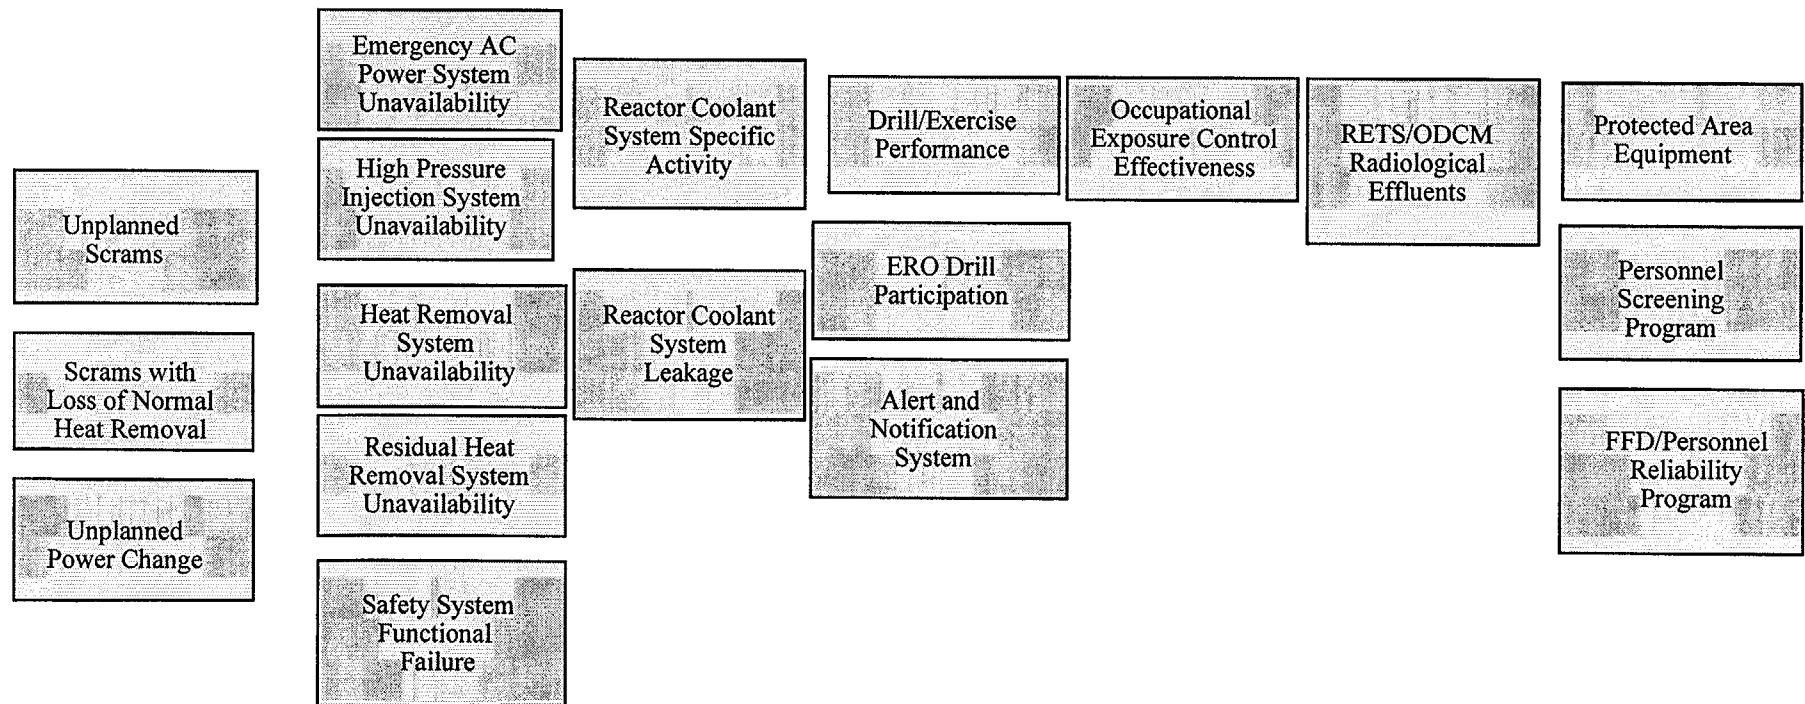 Unplanned
Scrams
Scrams with
Loss of Normal
Heat Removal
Unplanned
Power Change
Emergency AC
Power System
Unavailability
High Pressure
Injection System
Unavailability
Heat Removal
System
Unavailability
Residual Heat
Removal System
Unavailability
Safety System
Functional
Failure
Reactor Coolant
System Specific
Activity
Reactor Coolant
System
Leakage
Drill/Exercise
Performance
ERO Drill
Participation
Alert and
Notification
System
Occupational
Exposure Control
Effectiveness
RETS/ODCM
Radiological
Effluents
Protected Area
Equipment
Personnel
Screening
Program
FFD/Personnel
Reliability
Program